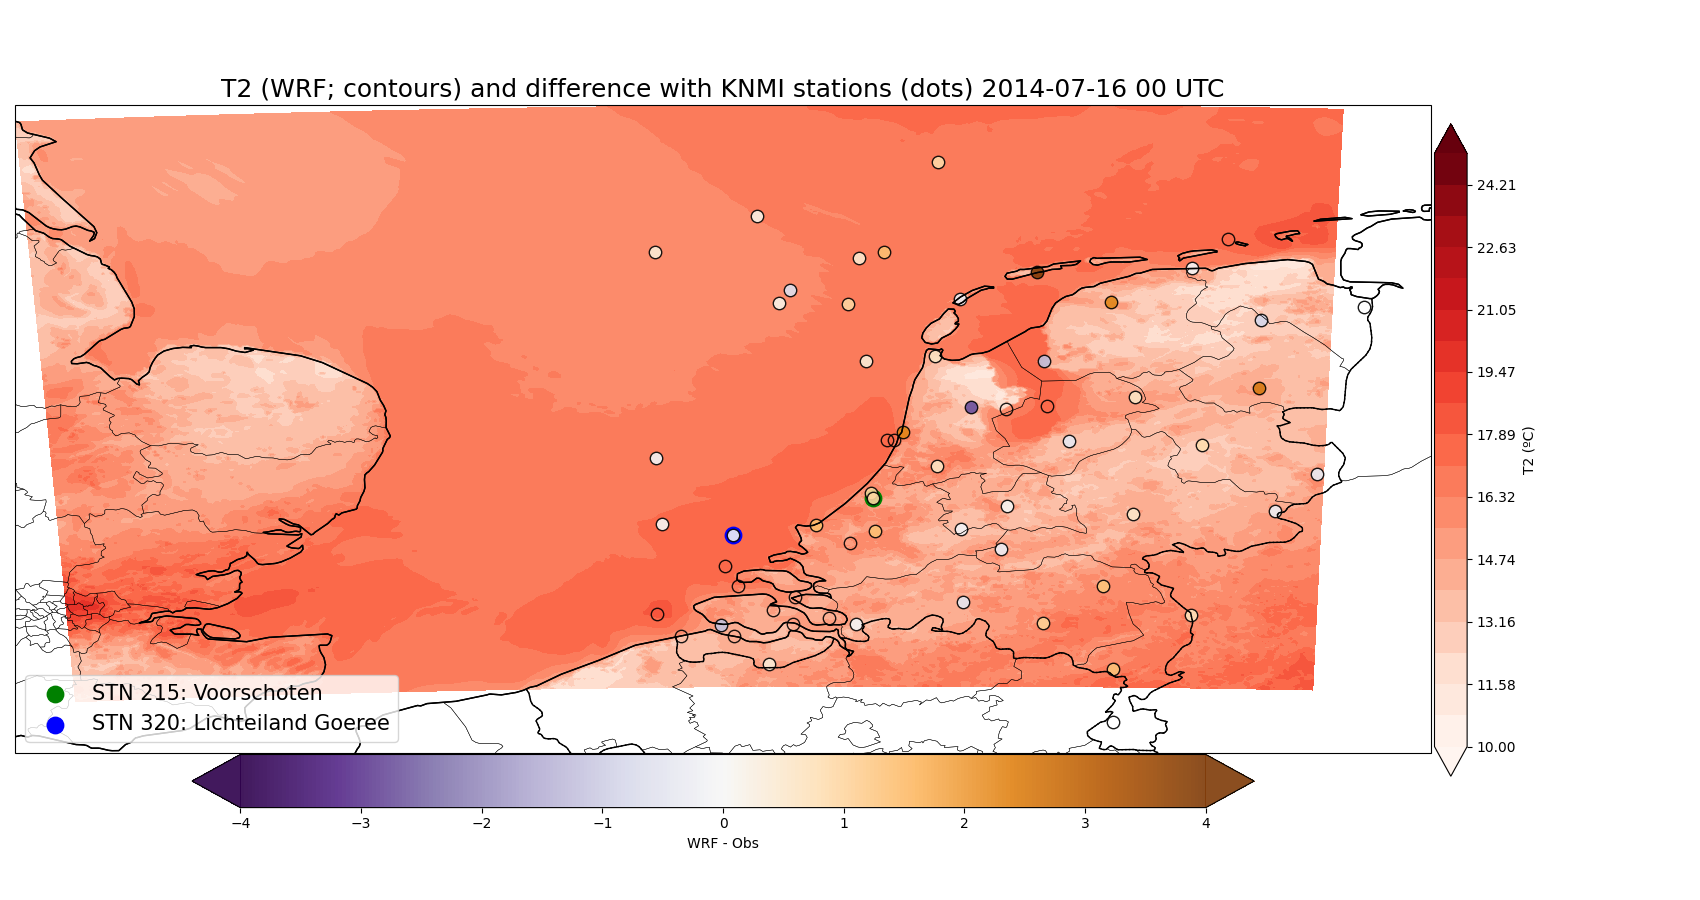 T2 (WRF; contours) and difference with KNMI stations (dots) 2014-07-16 00 UTC
24.21
22.63
21.05
19.47
17.89
16.32
14.74
13.16
11.58
10.00
T2 (ºC)
STN 215: Voorschoten
STN 320: Lichteiland Goeree
−4 −3 −2 −1 0 1 2 3 4
WRF - Obs